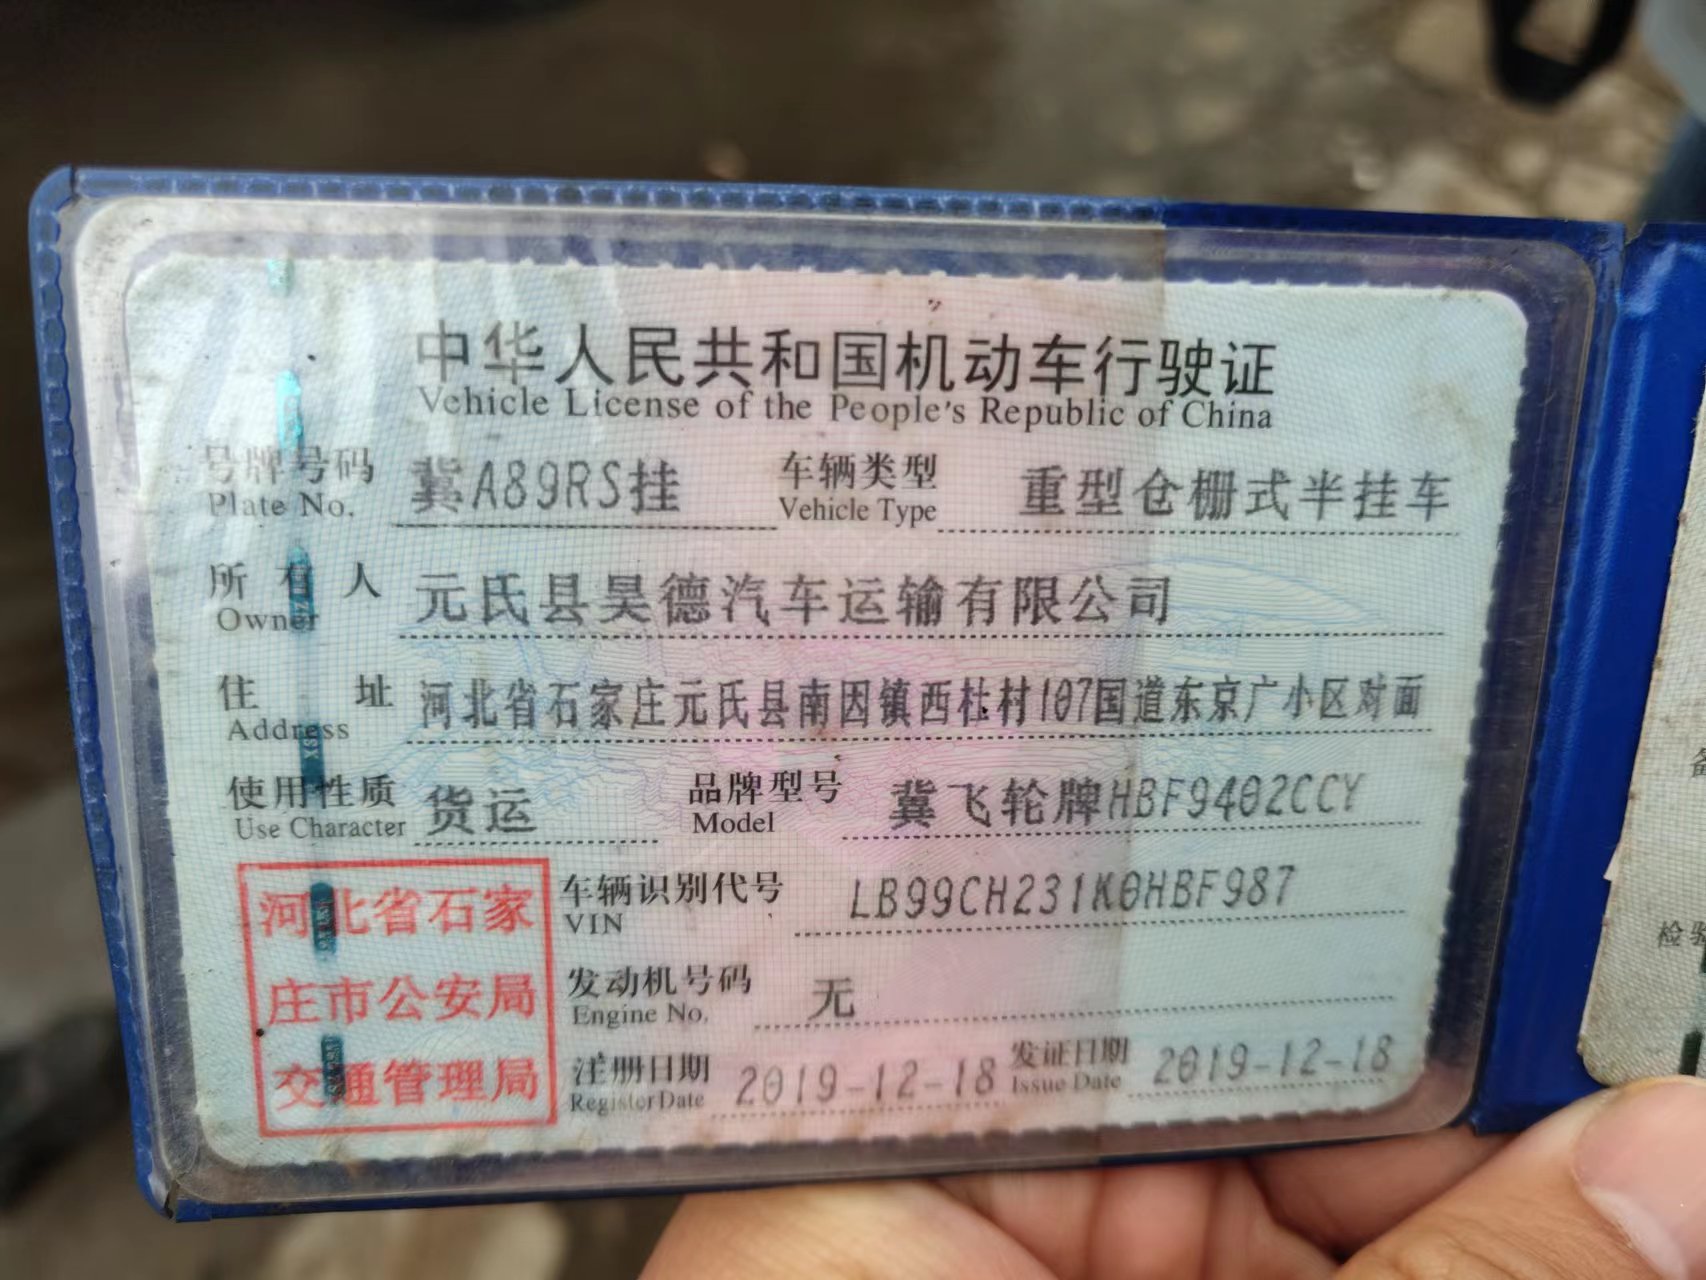 中华人民共和国机动车行驶证
Vehicle License of the People's Republic of China
号牌号码 冀A89RS挂 车辆类型 重型仓栅式半挂车
Plate No. Vehicle Type
所有人 元氏县昊德汽车运输有限公司
Owner
住址 河北省石家庄元氏县南因镇西杜村107国道东京广小区对面
Address
使用性质 货运 品牌型号 冀飞轮牌HBF9402CCY
Use Character Model
河北省石家
庄市公安局
交通管理局
车辆识别代号 LB99CH231K0HBF987
VIN
发动机号码 无
Engine No.
注册日期 2019-12-18 发证日期 2019-12-18
Register Date Issue Date
检验